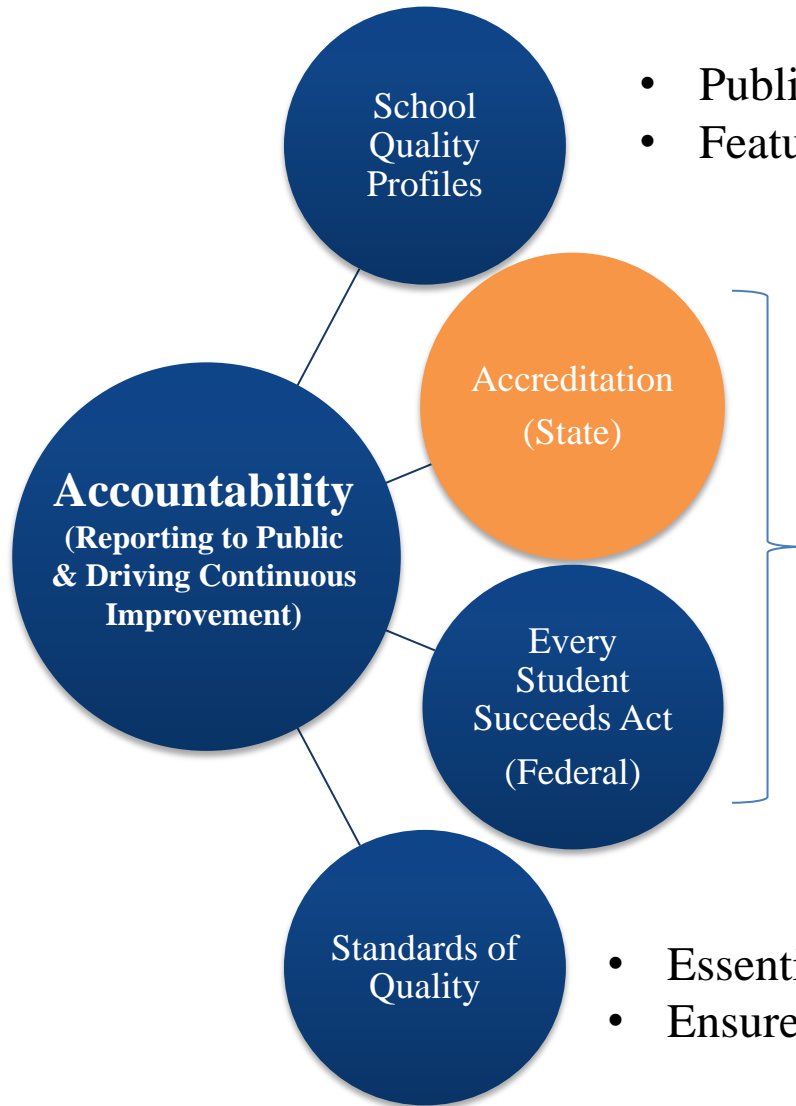 School
Quality
Profiles
• Publi
• Featu
Accreditation
(State)
Accountability
(Reporting to Public
& Driving Continuous
Improvement)
Every
Student
Succeeds Act
(Federal)
Standards of
Quality
• Essenti
• Ensure